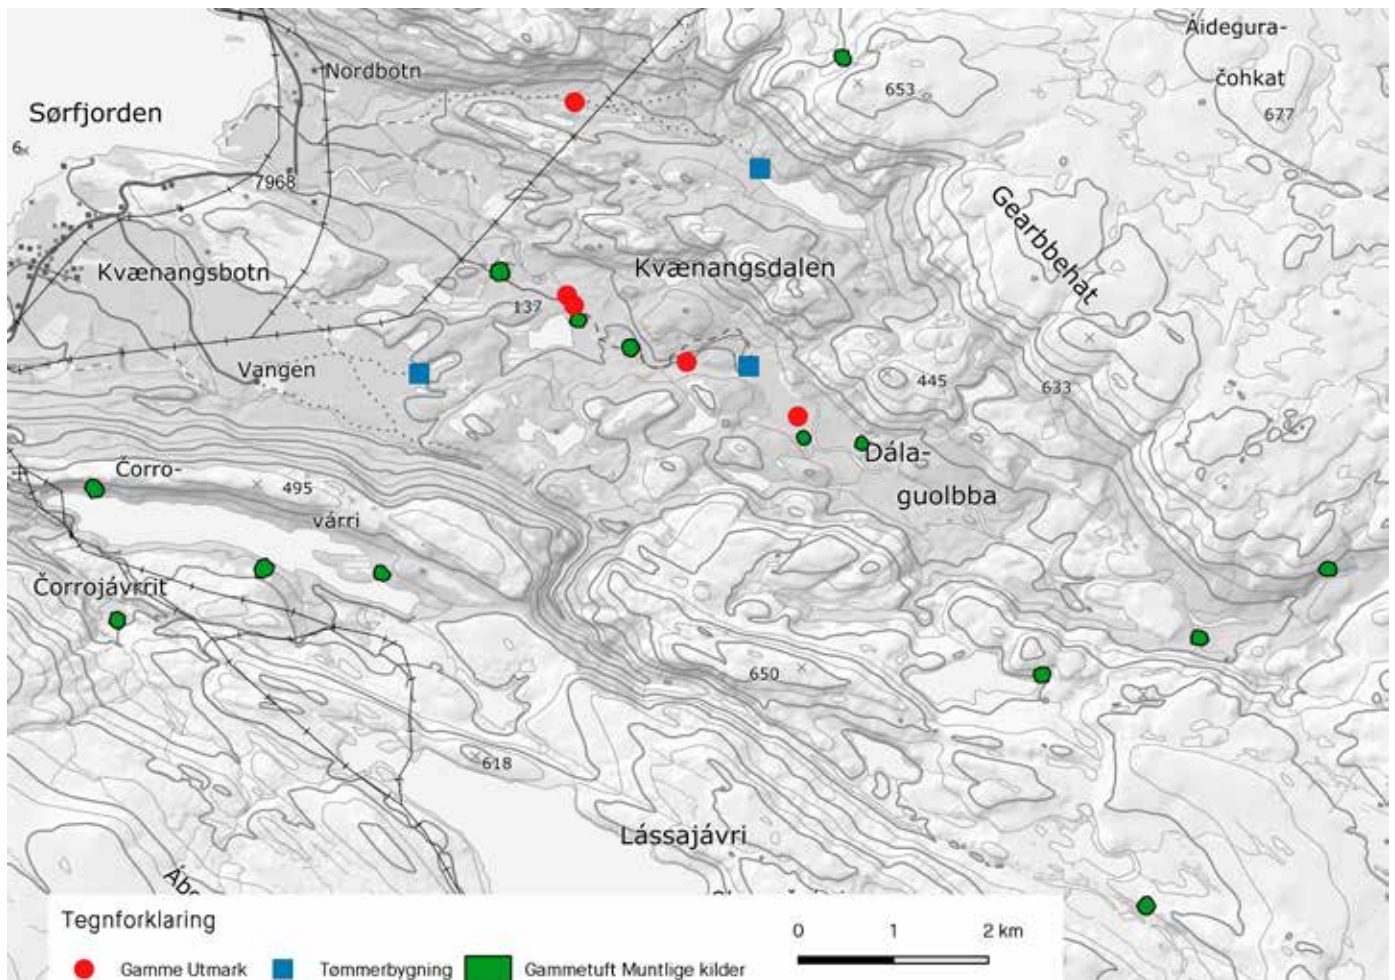 Áidegura-
čohkat
677
Nordbotn
653
Sørfjorden
6
7968
Gearbbehat
Kvænangsbotn
Kvænangsdalen
137
Vangen
445
633
Dála-
guolbba
Čorro-
várri
495
Čorrojávrrit
650
618
Lássajávri
Tegnforklaring
0 1 2 km
Gamme Utmark
Tømmerbygning
Gammetuft Muntlige kilder